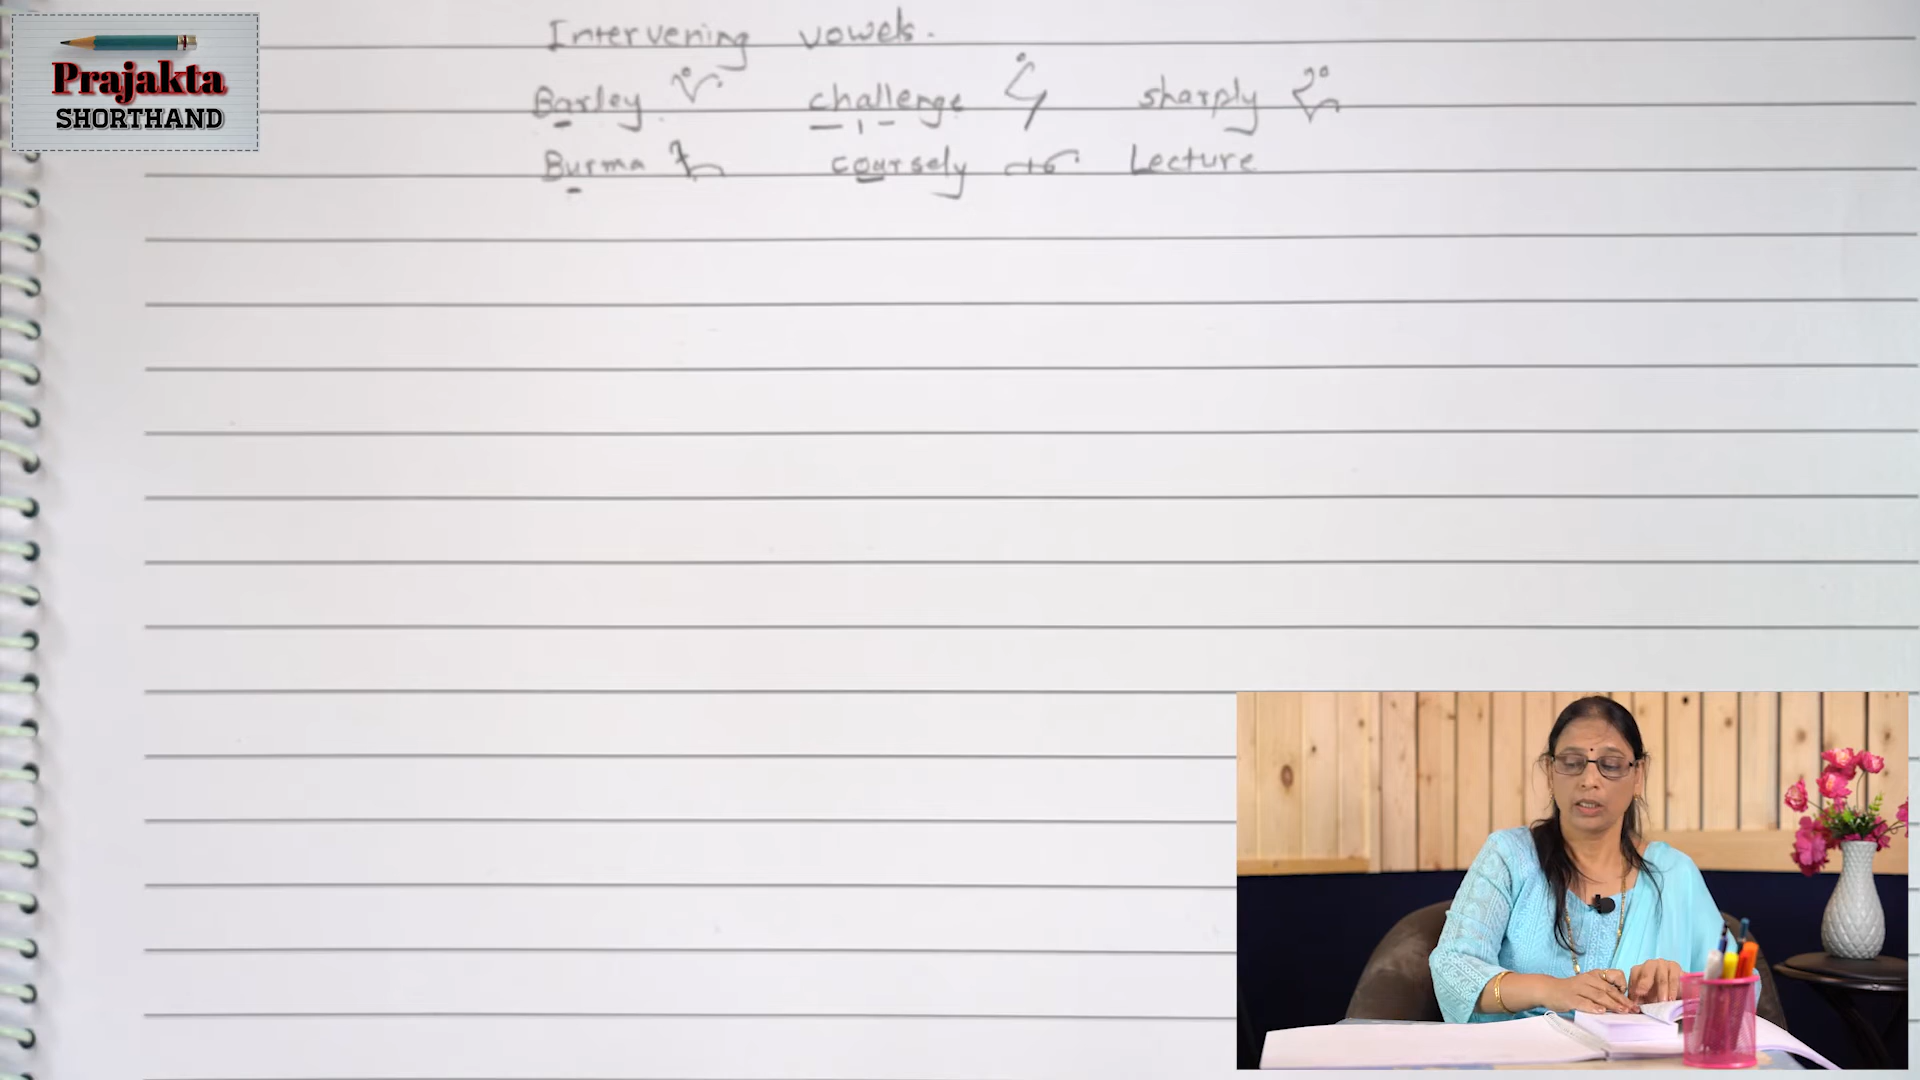 Prajakta
SHORTHAND
Intervening vowels.
Barley challenge sharply
Burma coursely Lecture